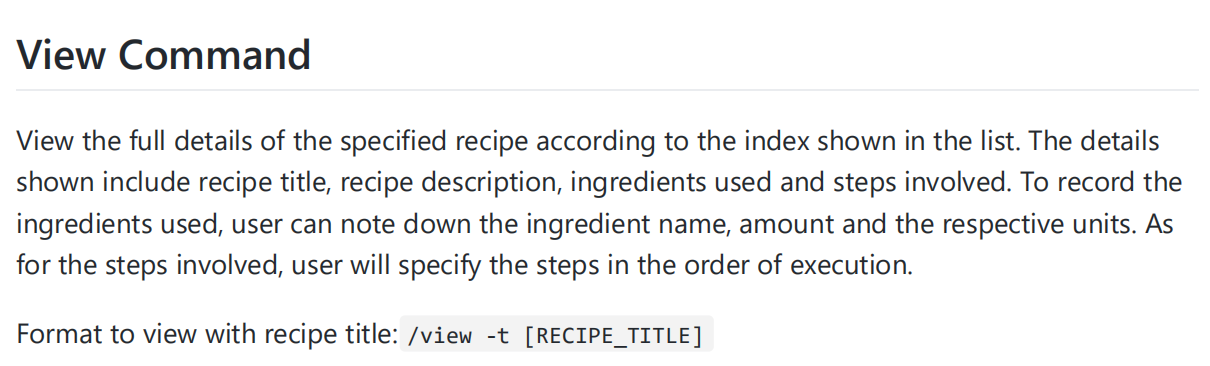 View Command
View the full details of the specified recipe according to the index shown in the list. The details
shown include recipe title, recipe description, ingredients used and steps involved. To record the
ingredients used, user can note down the ingredient name, amount and the respective units. As
for the steps involved, user will specify the steps in the order of execution.
Format to view with recipe title: /view -t [RECIPE_TITLE]